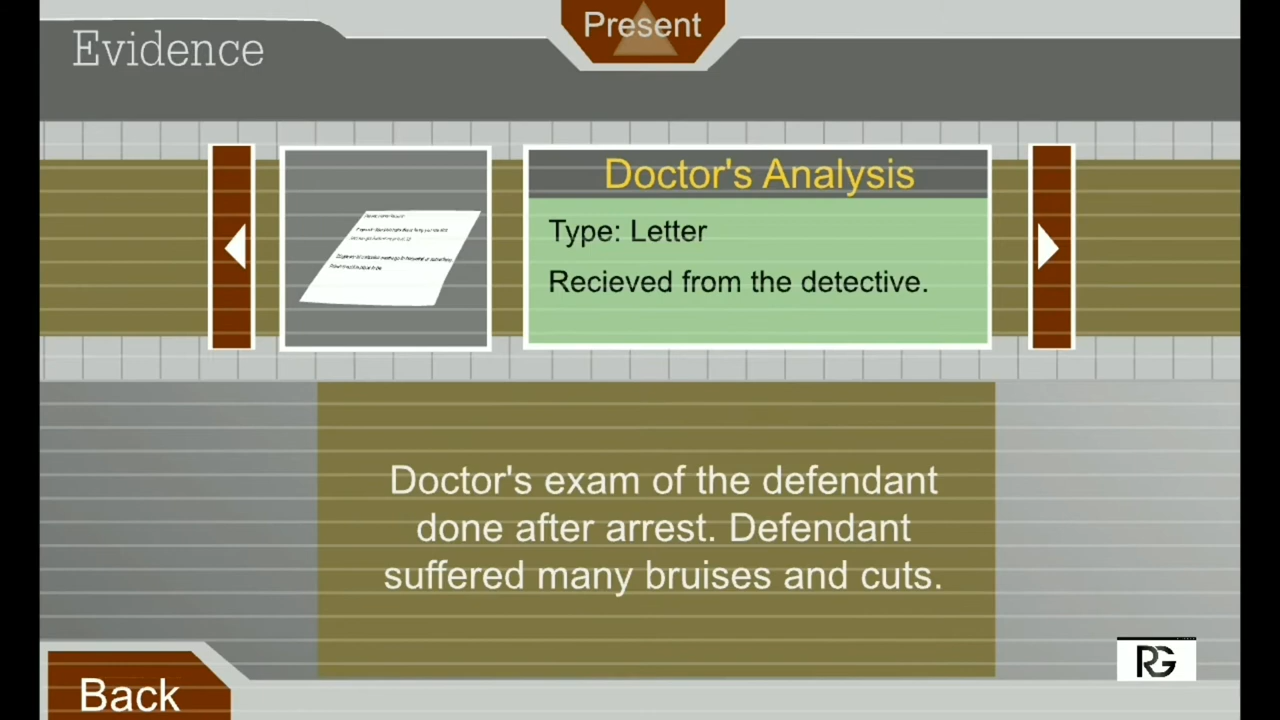 Present
Evidence
Doctor's Analysis
Type: Letter
Recieved from the detective.
Doctor's exam of the defendant
done after arrest. Defendant
suffered many bruises and cuts.
RG
Back